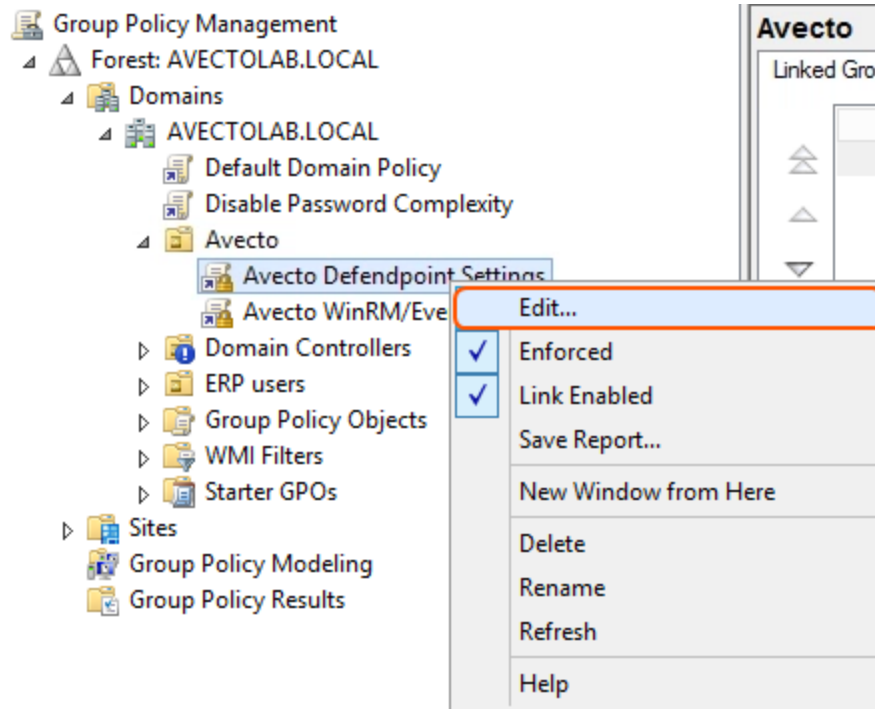 Group Policy Management
Forest: AVECTOLAB.LOCAL
Domains
AVECTOLAB.LOCAL
Default Domain Policy
Disable Password Complexity
Avecto
Avecto Defendpoint Settings
Avecto WinRM/Eve
Domain Controllers
ERP users
Group Policy Objects
WMI Filters
Starter GPOs
Sites
Group Policy Modeling
Group Policy Results
Avecto
Linked Gro
Edit...
Enforced
Link Enabled
Save Report...
New Window from Here
Delete
Rename
Refresh
Help